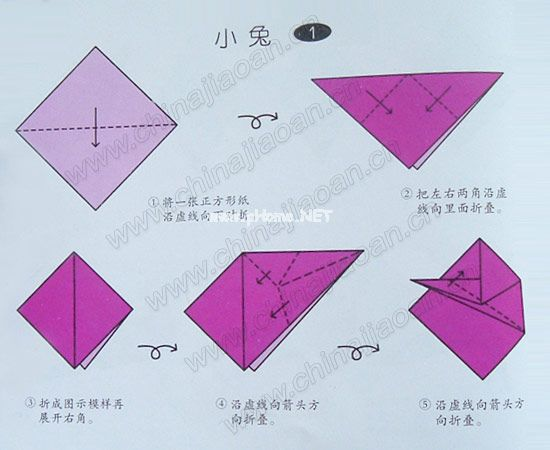 小兔 1
①将一张正方形纸
沿虚线向下对折
②把左右两角沿虚
线向里面折叠。
③折成图示模样再
展开右角。
④沿虚线向箭头方
向折叠。
⑤沿虚线向箭头方
向折叠。
www.chinajiaoan.cn
www.chinajiaoan.cn
www.chinajiaoan.cn